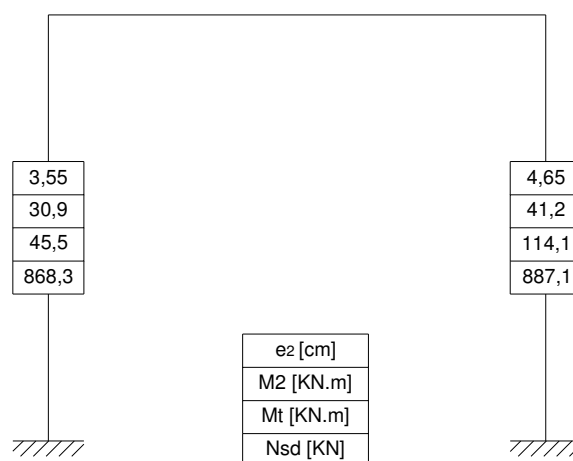 3,55
30,9
45,5
868,3
4,65
41,2
114,1
887,1
e2 [cm]
M2 [KN.m]
Mt [KN.m]
Nsd [KN]